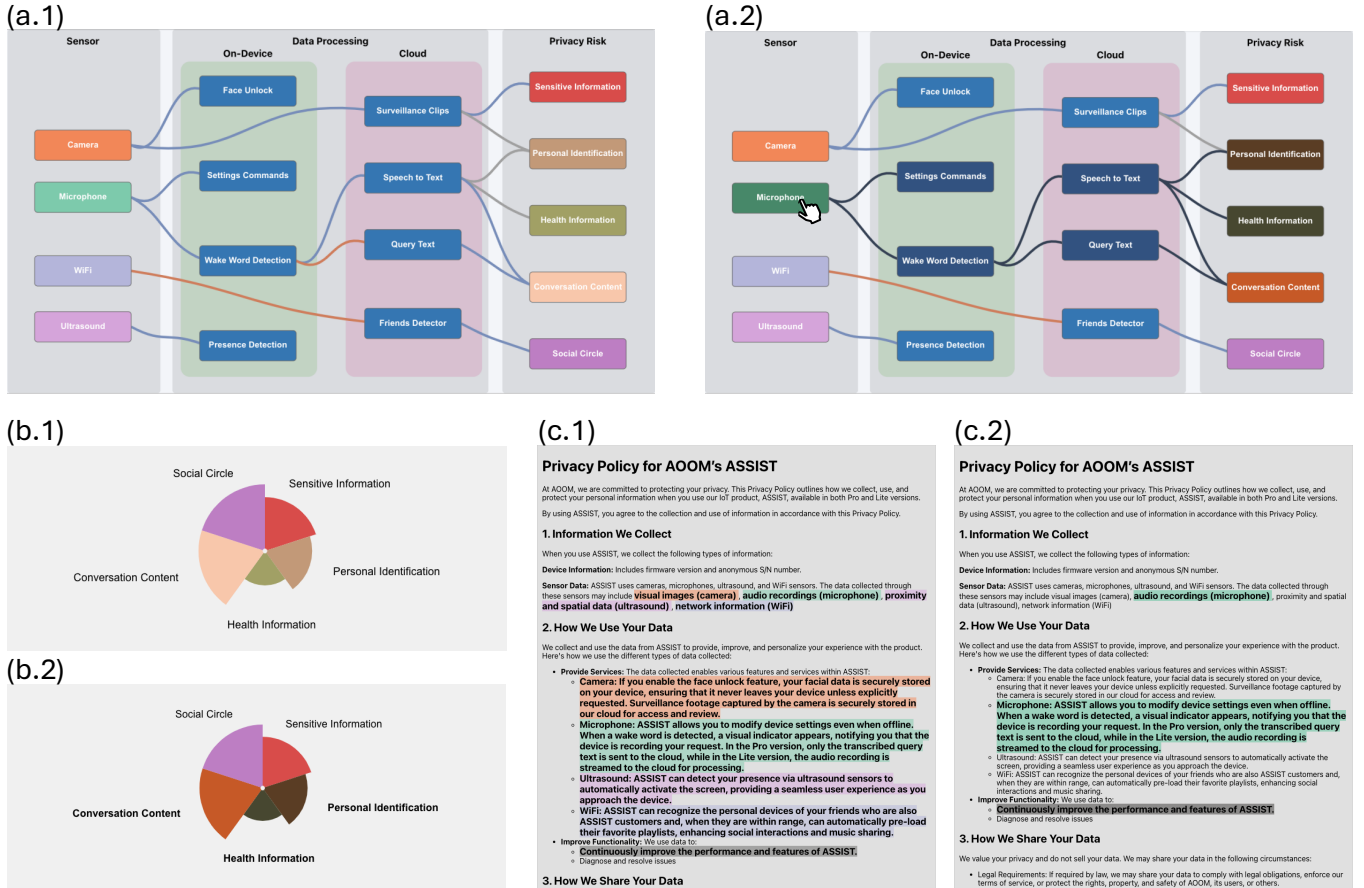 (a.1)
Sensor
Data Processing
On-Device
Cloud
Privacy Risk
Face Unlock
Surveillance Clips
Sensitive Information
Camera
Personal Identification
Settings Commands
Speech to Text
Microphone
Health Information
Query Text
Wake Word Detection
WiFi
Conversation Content
Ultrasound
Friends Detector
Presence Detection
Social Circle
(a.2)
Sensor
Data Processing
On-Device
Cloud
Privacy Risk
Face Unlock
Surveillance Clips
Sensitive Information
Camera
Personal Identification
Settings Commands
Speech to Text
Microphone
Health Information
Query Text
Wake Word Detection
WiFi
Conversation Content
Ultrasound
Friends Detector
Presence Detection
Social Circle
(b.1)
Social Circle
Sensitive Information
Conversation Content
Personal Identification
Health Information
(b.2)
Social Circle
Sensitive Information
Conversation Content
Personal Identification
Health Information
(c.1)
Privacy Policy for AOOM's ASSIST
At AOOM, we are committed to protecting your privacy. This Privacy Policy outlines how we collect, use, and
protect your personal information when you use our IoT product, ASSIST, available in both Pro and Lite versions.
By using ASSIST, you agree to the collection and use of information in accordance with this Privacy Policy.
1. Information We Collect
When you use ASSIST, we collect the following types of information:
Device Information: Includes firmware version and anonymous S/N number.
Sensor Data: ASSIST uses cameras, microphones, ultrasound, and WiFi sensors. The data collected through
these sensors may include visual images (camera) , audio recordings (microphone) , proximity
and spatial data (ultrasound) , network information (WiFi)
2. How We Use Your Data
We collect and use the data from ASSIST to provide, improve, and personalize your experience with the product.
Here's how we use the different types of data collected:
• Provide Services: The data collected enables various features and services within ASSIST:
◦ Camera: If you enable the face unlock feature, your facial data is securely stored
on your device, ensuring that it never leaves your device unless explicitly
requested. Surveillance footage captured by the camera is securely stored in
our cloud for access and review.
◦ Microphone: ASSIST allows you to modify device settings even when offline.
When a wake word is detected, a visual indicator appears, notifying you that the
device is recording your request. In the Pro version, only the transcribed query
text is sent to the cloud, while in the Lite version, the audio recording is
streamed to the cloud for processing.
◦ Ultrasound: ASSIST can detect your presence via ultrasound sensors to
automatically activate the screen, providing a seamless user experience as you
approach the device.
◦ WiFi: ASSIST can recognize the personal devices of your friends who are also
ASSIST customers and, when they are within range, can automatically pre-load
their favorite playlists, enhancing social interactions and music sharing.
• Improve Functionality: We use data to:
◦ Continuously improve the performance and features of ASSIST.
◦ Diagnose and resolve issues
3. How We Share Your Data
(c.2)
Privacy Policy for AOOM's ASSIST
At AOOM, we are committed to protecting your privacy. This Privacy Policy outlines how we collect, use, and
protect your personal information when you use our IoT product, ASSIST, available in both Pro and Lite versions.
By using ASSIST, you agree to the collection and use of information in accordance with this Privacy Policy.
1. Information We Collect
When you use ASSIST, we collect the following types of information:
Device Information: Includes firmware version and anonymous S/N number.
Sensor Data: ASSIST uses cameras, microphones, ultrasound, and WiFi sensors. The data collected through
these sensors may include visual images (camera), audio recordings (microphone) , proximity and spatial
data (ultrasound), network information (WiFi)
2. How We Use Your Data
We collect and use the data from ASSIST to provide, improve, and personalize your experience with the product.
Here's how we use the different types of data collected:
• Provide Services: The data collected enables various features and services within ASSIST:
◦ Camera: If you enable the face unlock feature, your facial data is securely stored on your device,
ensuring that it never leaves your device unless explicitly requested. Surveillance footage captured by
the camera is securely stored in our cloud for access and review.
◦ Microphone: ASSIST allows you to modify device settings even when offline.
When a wake word is detected, a visual indicator appears, notifying you that the
device is recording your request. In the Pro version, only the transcribed query
text is sent to the cloud, while in the Lite version, the audio recording is
streamed to the cloud for processing.
◦ Ultrasound: ASSIST can detect your presence via ultrasound sensors to automatically activate the
screen, providing a seamless user experience as you approach the device.
◦ WiFi: ASSIST can recognize the personal devices of your friends who are also ASSIST customers and,
when they are within range, can automatically pre-load their favorite playlists, enhancing social
interactions and music sharing.
• Improve Functionality: We use data to:
◦ Continuously improve the performance and features of ASSIST.
◦ Diagnose and resolve issues
3. How We Share Your Data
We value your privacy and do not sell your data. We may share your data in the following circumstances:
• Legal Requirements: If required by law, we may share your data to comply with legal obligations, enforce our
terms of service, or protect the rights, property, and safety of AOOM, its users, or others.